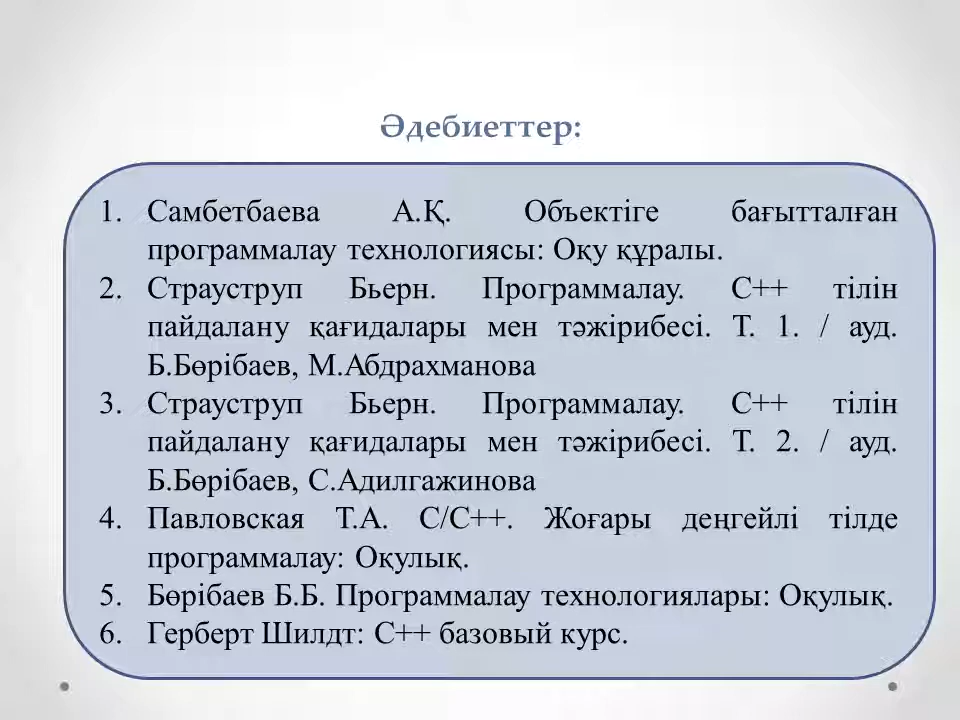 Әдебиеттер:
1. Самбетбаева А.Қ. Объектіге бағытталған
программалау технологиясы: Оқу құралы.
2. Страуструп Бьерн. Программалау. С++ тілін
пайдалану қағидалары мен тәжірибесі. Т. 1. / ауд.
Б.Бөрібаев, М.Абдрахманова
3. Страуструп Бьерн. Программалау. С++ тілін
пайдалану қағидалары мен тәжірибесі. Т. 2. / ауд.
Б.Бөрібаев, С.Адилгажинова
4. Павловская Т.А. С/С++. Жоғары деңгейлі тілде
программалау: Оқулық.
5. Бөрібаев Б.Б. Программалау технологиялары: Оқулық.
6. Герберт Шилдт: С++ базовый курс.